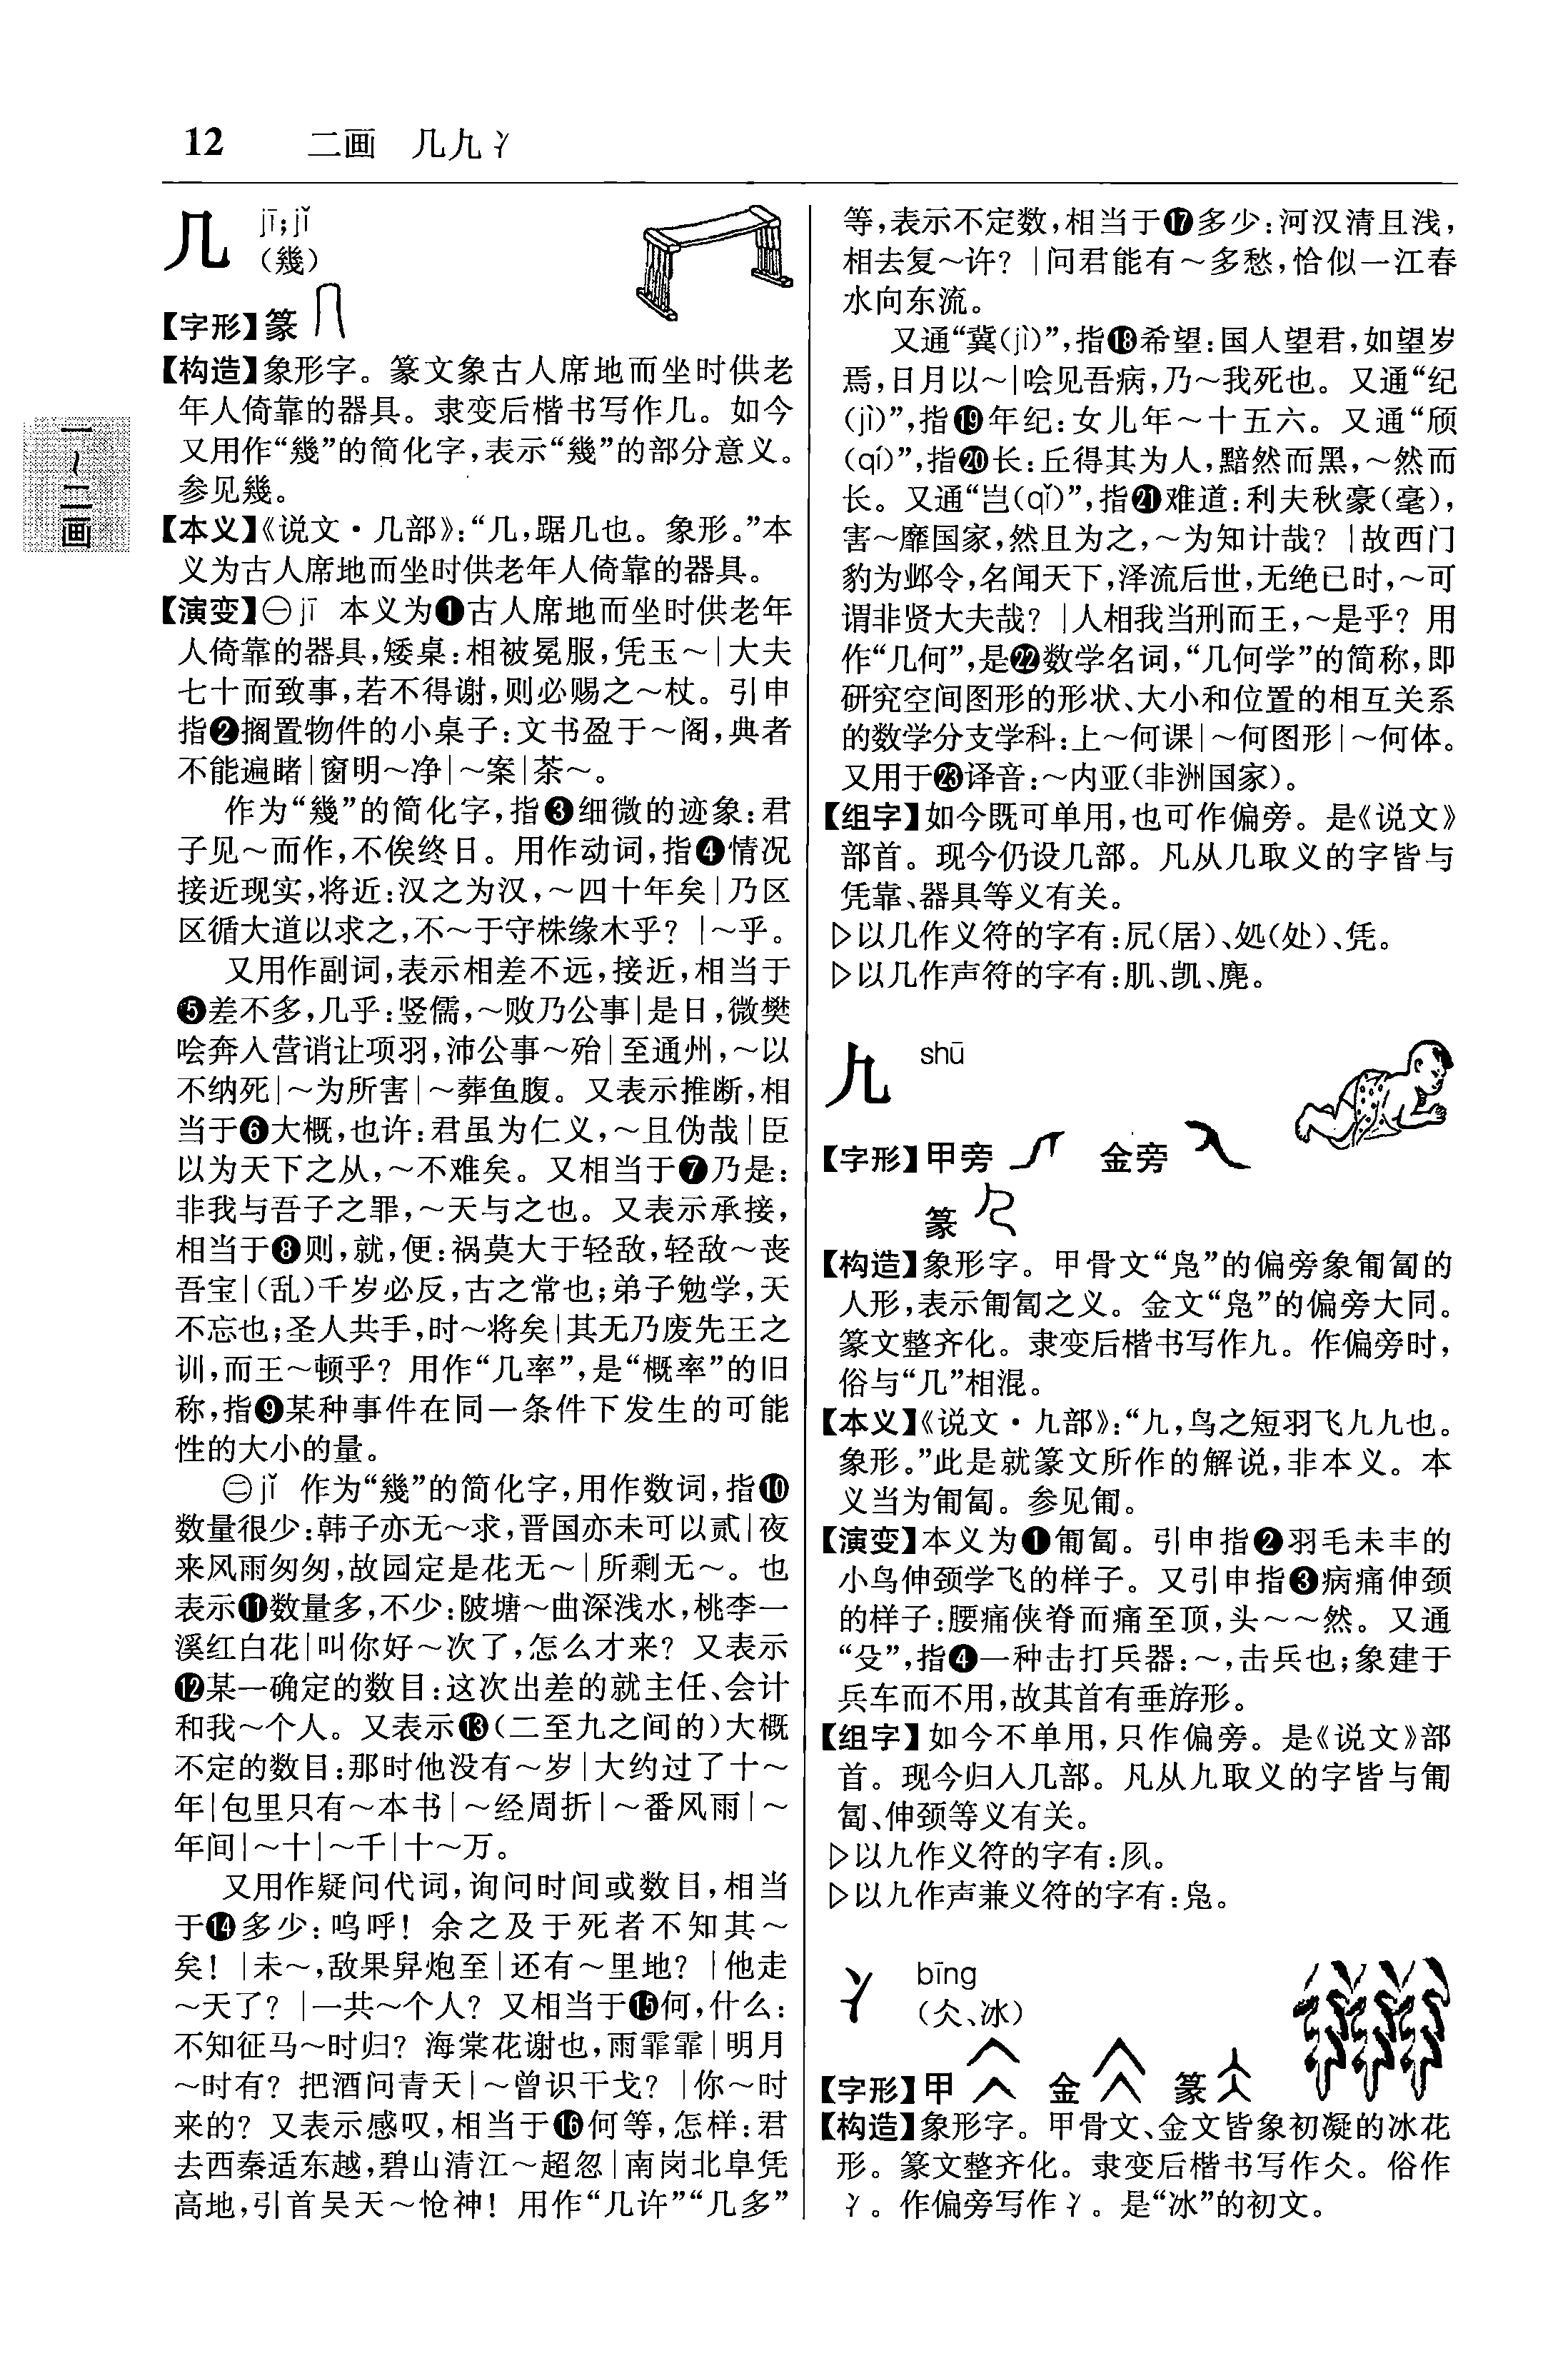 12 二画 几𠘧冫
一～二画
几 jī;jǐ
(幾)
【字形】篆
【构造】象形字。篆文象古人席地而坐时供老
年人倚靠的器具。隶变后楷书写作几。如今
又用作“幾”的简化字,表示“幾”的部分意义。
参见幾。
【本义】《说文·几部》:“几,踞几也。象形。”本
义为古人席地而坐时供老年人倚靠的器具。
【演变】㊀jī 本义为❶古人席地而坐时供老年
人倚靠的器具,矮桌:相被冕服,凭玉～|大夫
七十而致事,若不得谢,则必赐之～杖。引申
指❷搁置物件的小桌子:文书盈于～阁,典者
不能遍睹|窗明～净|～案|茶～。
作为“幾”的简化字,指❸细微的迹象:君
子见～而作,不俟终日。用作动词,指❹情况
接近现实,将近:汉之为汉,～四十年矣|乃区
区循大道以求之,不～于守株缘木乎?|～乎。
又用作副词,表示相差不远,接近,相当于
❺差不多,几乎:竖儒,～败乃公事|是日,微樊
哙奔入营诮让项羽,沛公事～殆|至通州,～以
不纳死|～为所害|～葬鱼腹。又表示推断,相
当于❻大概,也许:君虽为仁义,～且伪哉|臣
以为天下之从,～不难矣。又相当于❼乃是:
非我与吾子之罪,～天与之也。又表示承接,
相当于❽则,就,便:祸莫大于轻敌,轻敌～丧
吾宝|(乱)千岁必反,古之常也;弟子勉学,天
不忘也;圣人共手,时～将矣|其无乃废先王之
训,而王～顿乎?用作“几率”,是“概率”的旧
称,指❾某种事件在同一条件下发生的可能
性的大小的量。
㊁jǐ 作为“幾”的简化字,用作数词,指❿
数量很少:韩子亦无～求,晋国亦未可以贰|夜
来风雨匆匆,故园定是花无～|所剩无～。也
表示⓫数量多,不少:陂塘～曲深浅水,桃李一
溪红白花|叫你好～次了,怎么才来?又表示
⓬某一确定的数目:这次出差的就主任、会计
和我～个人。又表示⓭(二至九之间的)大概
不定的数目:那时他没有～岁|大约过了十～
年|包里只有～本书|～经周折|～番风雨|～
年间|～十|～千|十～万。
又用作疑问代词,询问时间或数目,相当
于⓮多少:呜呼!余之及于死者不知其～
矣!|未～,敌果舁炮至|还有～里地?|他走
～天了?|一共～个人?又相当于⓯何,什么:
不知征马～时归?海棠花谢也,雨霏霏|明月
～时有?把酒问青天|～曾识干戈?|你～时
来的?又表示感叹,相当于⓰何等,怎样:君
去西秦适东越,碧山清江～超忽|南岗北阜凭
高地,引首吴天～怆神!用作“几许”“几多”
等,表示不定数,相当于⓱多少:河汉清且浅,
相去复～许?|问君能有～多愁,恰似一江春
水向东流。
又通“冀(jì)”,指⓲希望:国人望君,如望岁
焉,日月以～|哙见吾病,乃～我死也。又通“纪
(jì)”,指⓳年纪:女儿年～十五六。又通“颀
(qí)”,指⓴长:丘得其为人,黯然而黑,～然而
长。又通“岂(qǐ)”,指㉑难道:利夫秋豪(毫),
害～靡国家,然且为之,～为知计哉?|故西门
豹为邺令,名闻天下,泽流后世,无绝已时,～可
谓非贤大夫哉?|人相我当刑而王,～是乎?用
作“几何”,是㉒数学名词,“几何学”的简称,即
研究空间图形的形状、大小和位置的相互关系
的数学分支学科:上～何课|～何图形|～何体。
又用于㉓译音:～内亚(非洲国家)。
【组字】如今既可单用,也可作偏旁。是《说文》
部首。现今仍设几部。凡从几取义的字皆与
凭靠、器具等义有关。
▷以几作义符的字有:凥(居)、処(处)、凭。
▷以几作声符的字有:肌、凯、麂。
𠘧 shū
【字形】甲旁 金旁
篆
【构造】象形字。甲骨文“凫”的偏旁象匍匐的
人形,表示匍匐之义。金文“凫”的偏旁大同。
篆文整齐化。隶变后楷书写作𠘧。作偏旁时,
俗与“几”相混。
【本义】《说文·𠘧部》:“𠘧,鸟之短羽飞𠘧𠘧也。
象形。”此是就篆文所作的解说,非本义。本
义当为匍匐。参见匍。
【演变】本义为❶匍匐。引申指❷羽毛未丰的
小鸟伸颈学飞的样子。又引申指❸病痛伸颈
的样子:腰痛侠脊而痛至顶,头～～然。又通
“殳”,指❹一种击打兵器:～,击兵也;象建于
兵车而不用,故其首有垂斿形。
【组字】如今不单用,只作偏旁。是《说文》部
首。现今归入几部。凡从𠘧取义的字皆与匍
匐、伸颈等义有关。
▷以𠘧作义符的字有:凤。
▷以𠘧作声兼义符的字有:凫。
冫 bīng
(仌、冰)
【字形】甲 金 篆
【构造】象形字。甲骨文、金文皆象初凝的冰花
形。篆文整齐化。隶变后楷书写作仌。俗作
冫。作偏旁写作冫。是“冰”的初文。